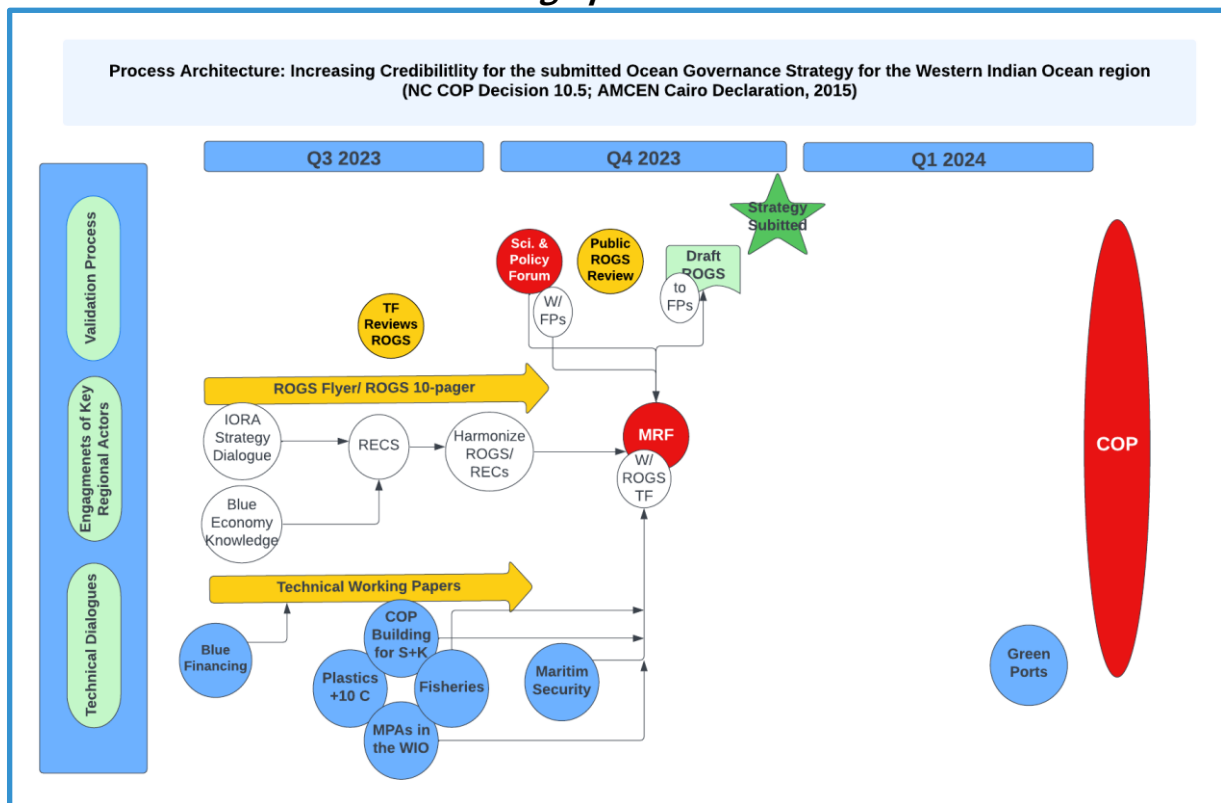 Process Architecture: Increasing Credibilitlity for the submitted Ocean Governance Strategy for the Western Indian Ocean region
(NC COP Decision 10.5; AMCEN Cairo Declaration, 2015)
Q3 2023
Q4 2023
Q1 2024
Validation Process
Engagmenets of Key
Regional Actors
Technical Dialogues
Strategy
Subitted
Sci. &
Policy
Forum
W/
FPs
Public
ROGS
Review
Draft
ROGS
to
FPs
TF
Reviews
ROGS
ROGS Flyer/ ROGS 10-pager
IORA
Strategy
Dialogue
RECS
Harmonize
ROGS/
RECs
MRF
W/
ROGS
TF
Blue
Economy
Knowledge
COP
Technical Working Papers
Blue
Financing
COP
Building
for S+K
Plastics
+10 C
Fisheries
MPAs in
the WIO
Maritim
Security
Green
Ports